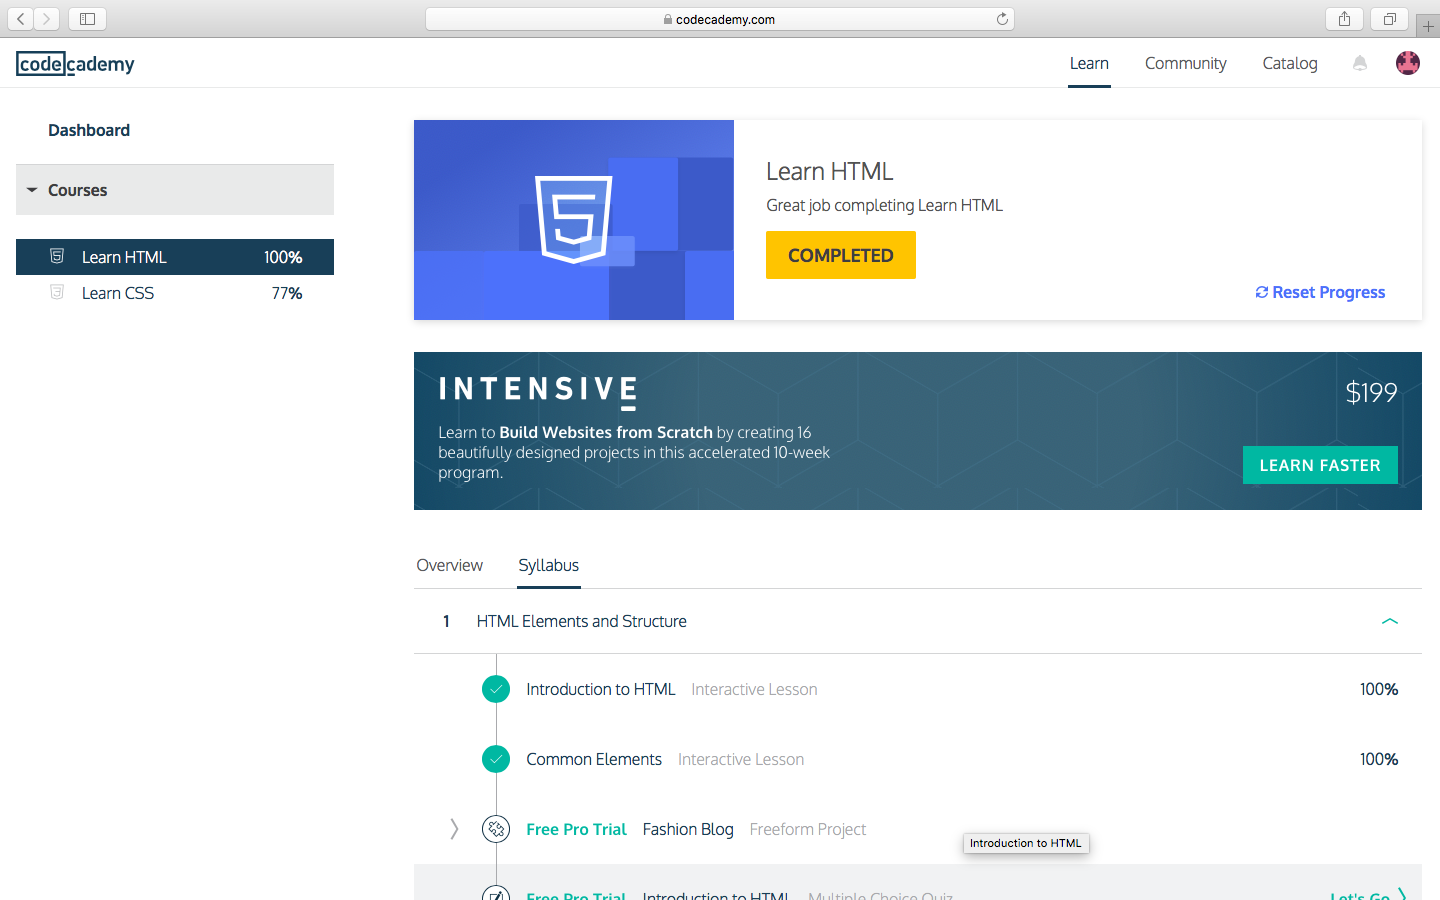 codecademy.com
codecademy
Learn Community Catalog
Dashboard
Courses
Learn HTML 100%
Learn CSS 77%
Learn HTML
Great job completing Learn HTML
COMPLETED
Reset Progress
INTENSIVE
$199
Learn to Build Websites from Scratch by creating 16
beautifully designed projects in this accelerated 10-week
program.
LEARN FASTER
Overview Syllabus
1 HTML Elements and Structure
Introduction to HTML Interactive Lesson 100%
Common Elements Interactive Lesson 100%
Free Pro Trial Fashion Blog Freeform Project
Introduction to HTML
Free Pro Trial Introduction to HTML Multiple Choice Quiz Let's Go